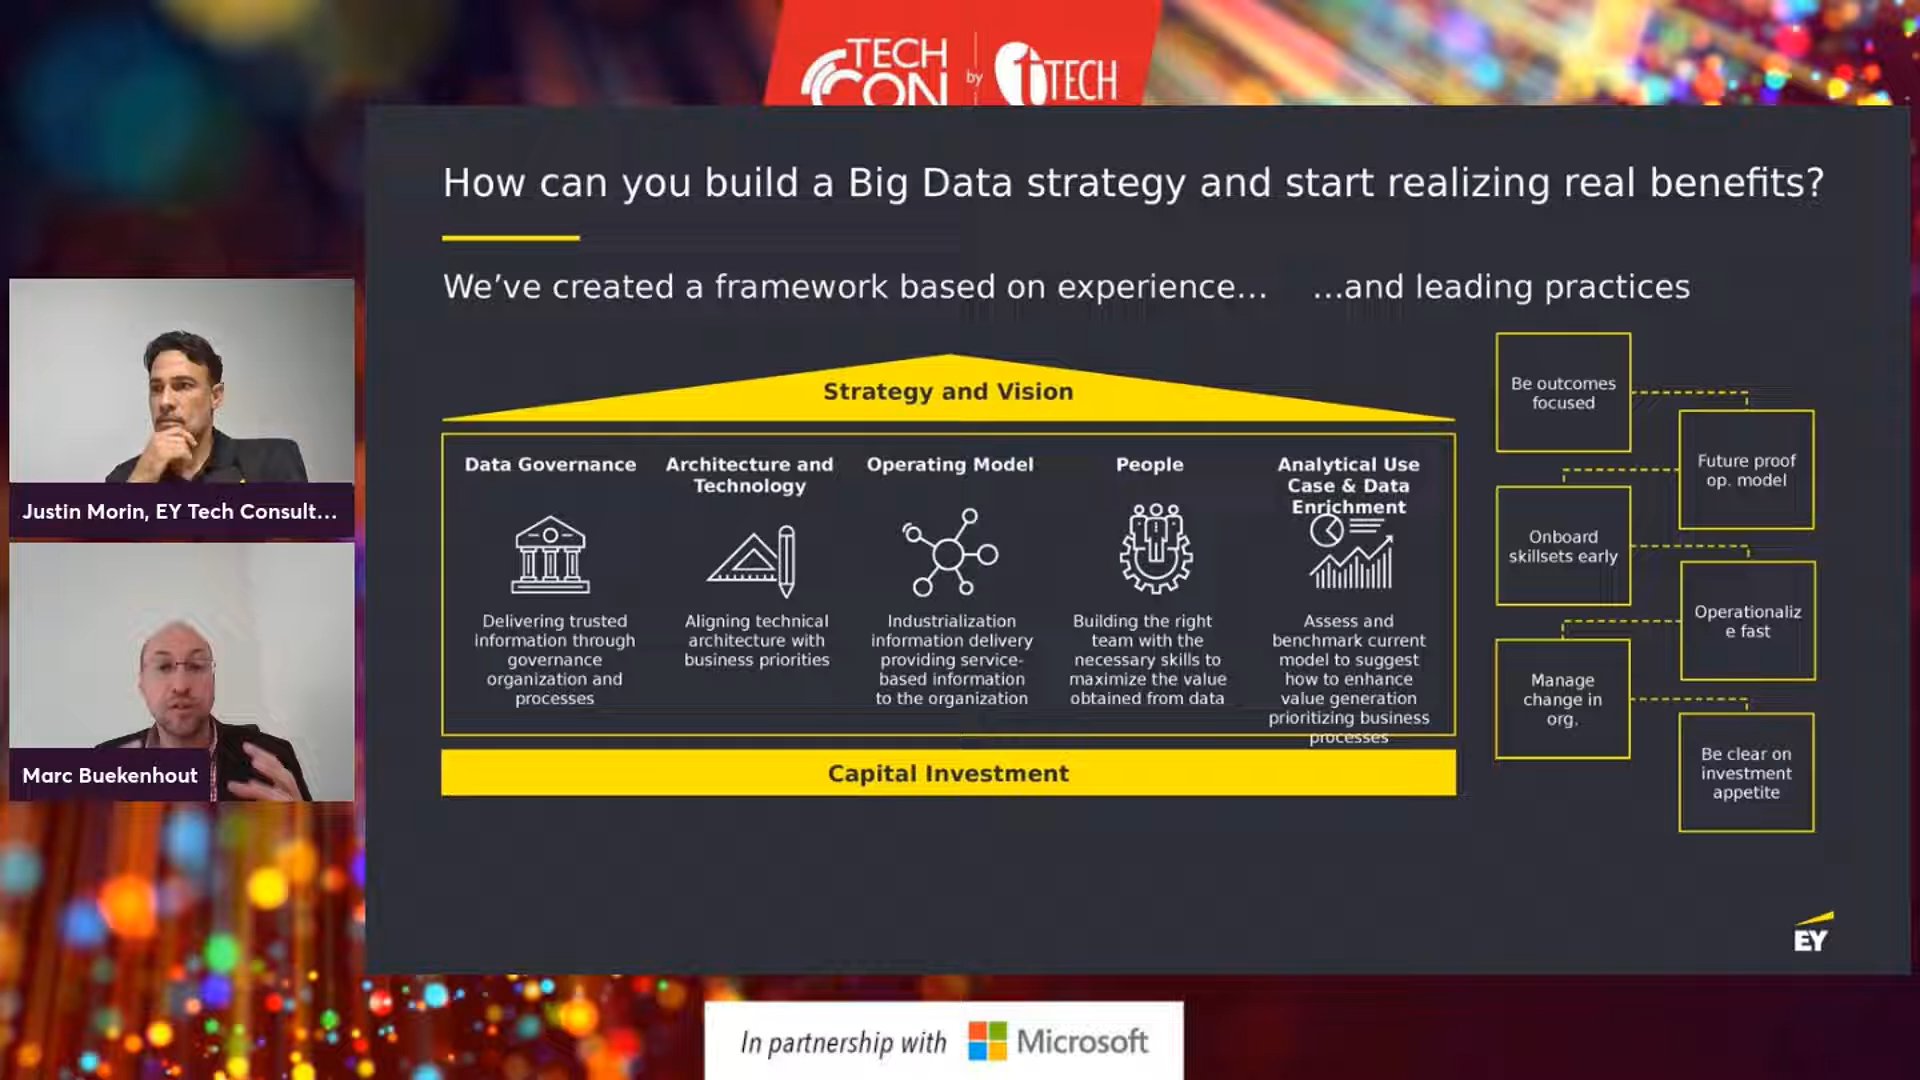 TECH
CON
by
1TECH
How can you build a Big Data strategy and start realizing real benefits?
We’ve created a framework based on experience...
...and leading practices
Strategy and Vision
Data Governance
Delivering trusted
information through
governance
organization and
processes
Architecture and
Technology
Aligning technical
architecture with
business priorities
Operating Model
Industrialization
information delivery
providing service-
based information
to the organization
People
Building the right
team with the
necessary skills to
maximize the value
obtained from data
Analytical Use
Case & Data
Enrichment
Assess and
benchmark current
model to suggest
how to enhance
value generation
prioritizing business
processes
Capital Investment
Be outcomes
focused
Future proof
op. model
Onboard
skillsets early
Operationaliz
e fast
Manage
change in
org.
Be clear on
investment
appetite
Justin Morin, EY Tech Consult...
Marc Buekenhout
EY
In partnership with
Microsoft